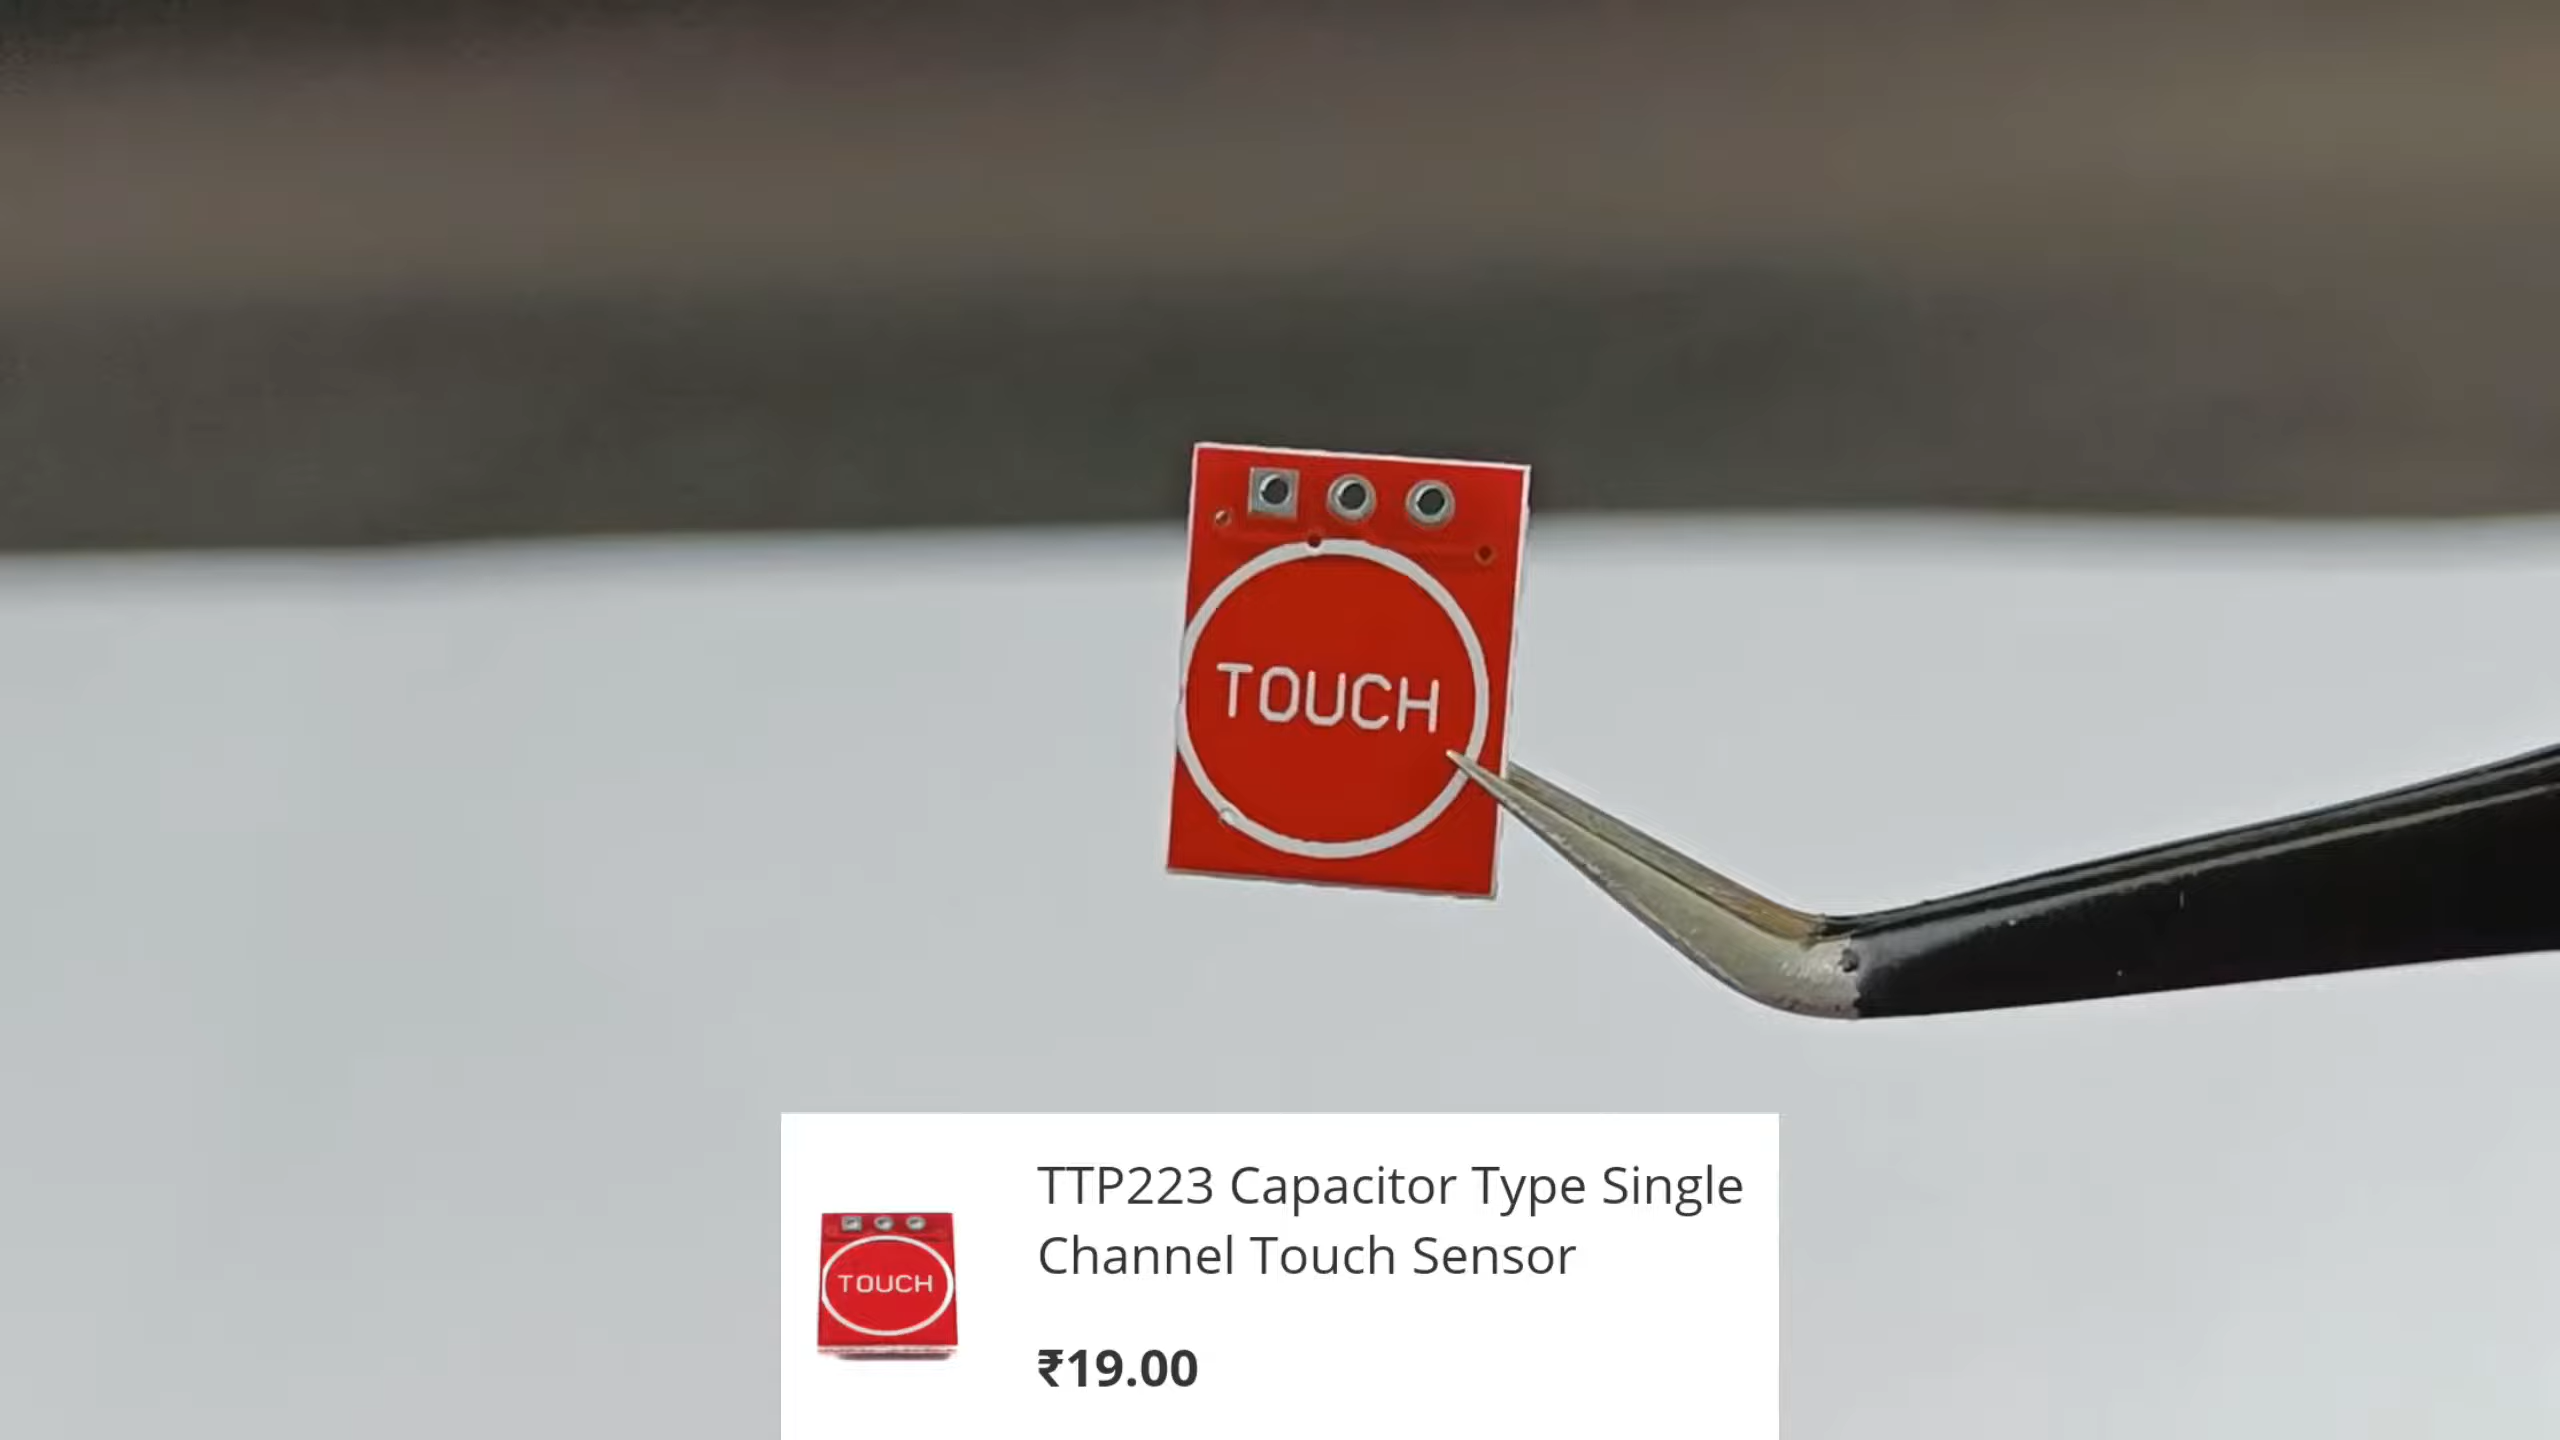 TOUCH
TOUCH
TTP223 Capacitor Type Single
Channel Touch Sensor
₹19.00